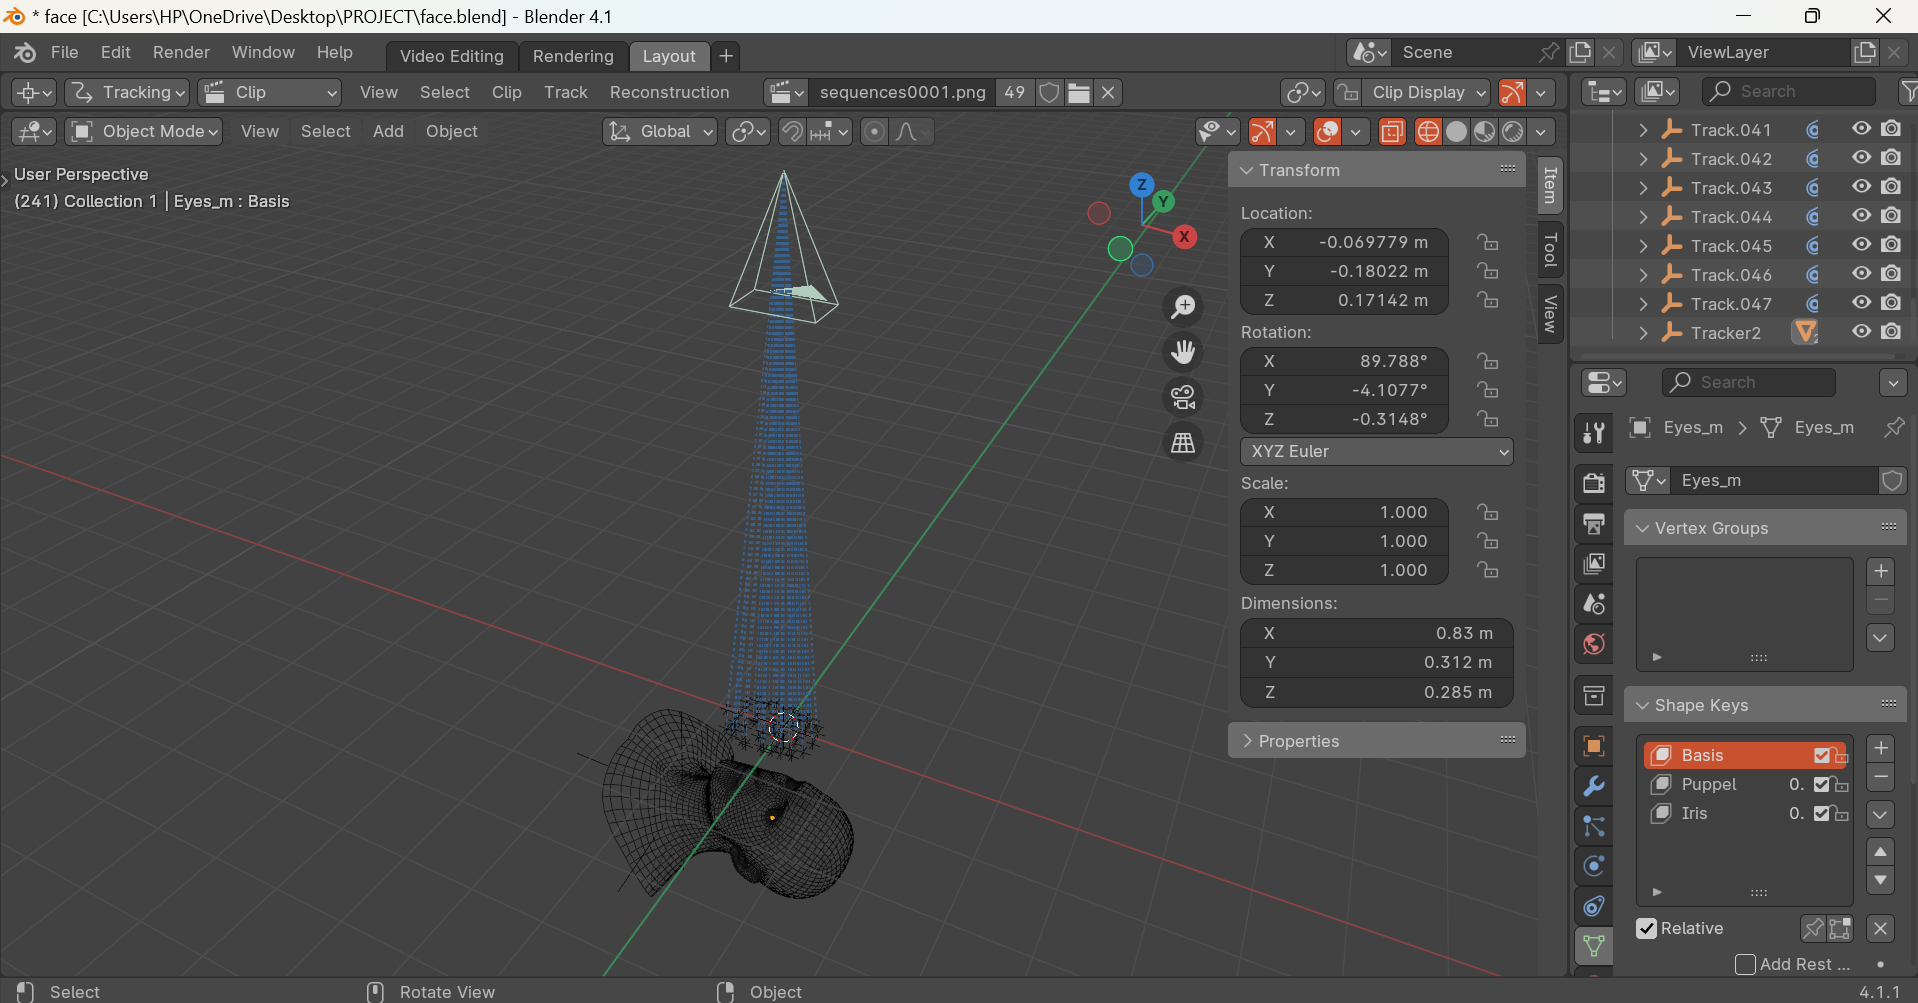 * face [C:\Users\HP\OneDrive\Desktop\PROJECT\face.blend] - Blender 4.1
File Edit Render Window Help Video Editing Rendering Layout + Scene ViewLayer
Tracking Clip View Select Clip Track Reconstruction sequences0001.png 49 Clip Display Search
Object Mode View Select Add Object Global
User Perspective
(241) Collection 1 | Eyes_m : Basis
Z
Y
X
Transform
Location:
X -0.069779 m
Y -0.18022 m
Z 0.17142 m
Rotation:
X 89.788°
Y -4.1077°
Z -0.3148°
XYZ Euler
Scale:
X 1.000
Y 1.000
Z 1.000
Dimensions:
X 0.83 m
Y 0.312 m
Z 0.285 m
Properties
Item
Tool
View
Track.041
Track.042
Track.043
Track.044
Track.045
Track.046
Track.047
Tracker2
Search
Eyes_m > Eyes_m
Eyes_m
Vertex Groups
Shape Keys
Basis
Puppel 0.
Iris 0.
Relative
Add Rest ...
Select Rotate View Object 4.1.1